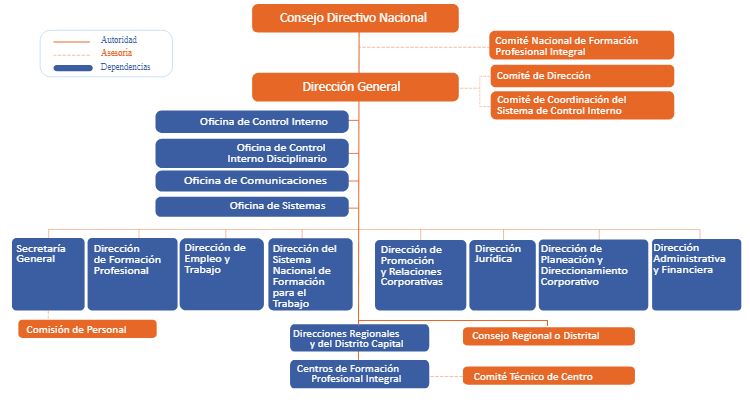 Consejo Directivo Nacional
Autoridad
Asesoría
Dependências
Comité Nacional de Formación
Profesional Integral
Dirección General
Comité de Dirección
Comité de Coordinación del
Sistema de Control Interno
Oficina de Control Interno
Oficina de Control
Interno Disciplinario
Oficina de Comunicaciones
Oficina de Sistemas
Secretaría
General
Dirección
de Formación
Profesional
Dirección de
Empleo y
Trabajo
Dirección del
Sistema
Nacional de
Formación
para el
Trabajo
Dirección de
Promoción
y Relaciones
Corporativas
Dirección
Jurídica
Dirección de
Planeación y
Direccionamiento
Corporativo
Dirección
Administrativa
y Financiera
Comisión de Personal
Direcciones Regionales
y del Distrito Capital
Consejo Regional o Distrital
Centros de Formación
Profesional Integral
Comité Técnico de Centro